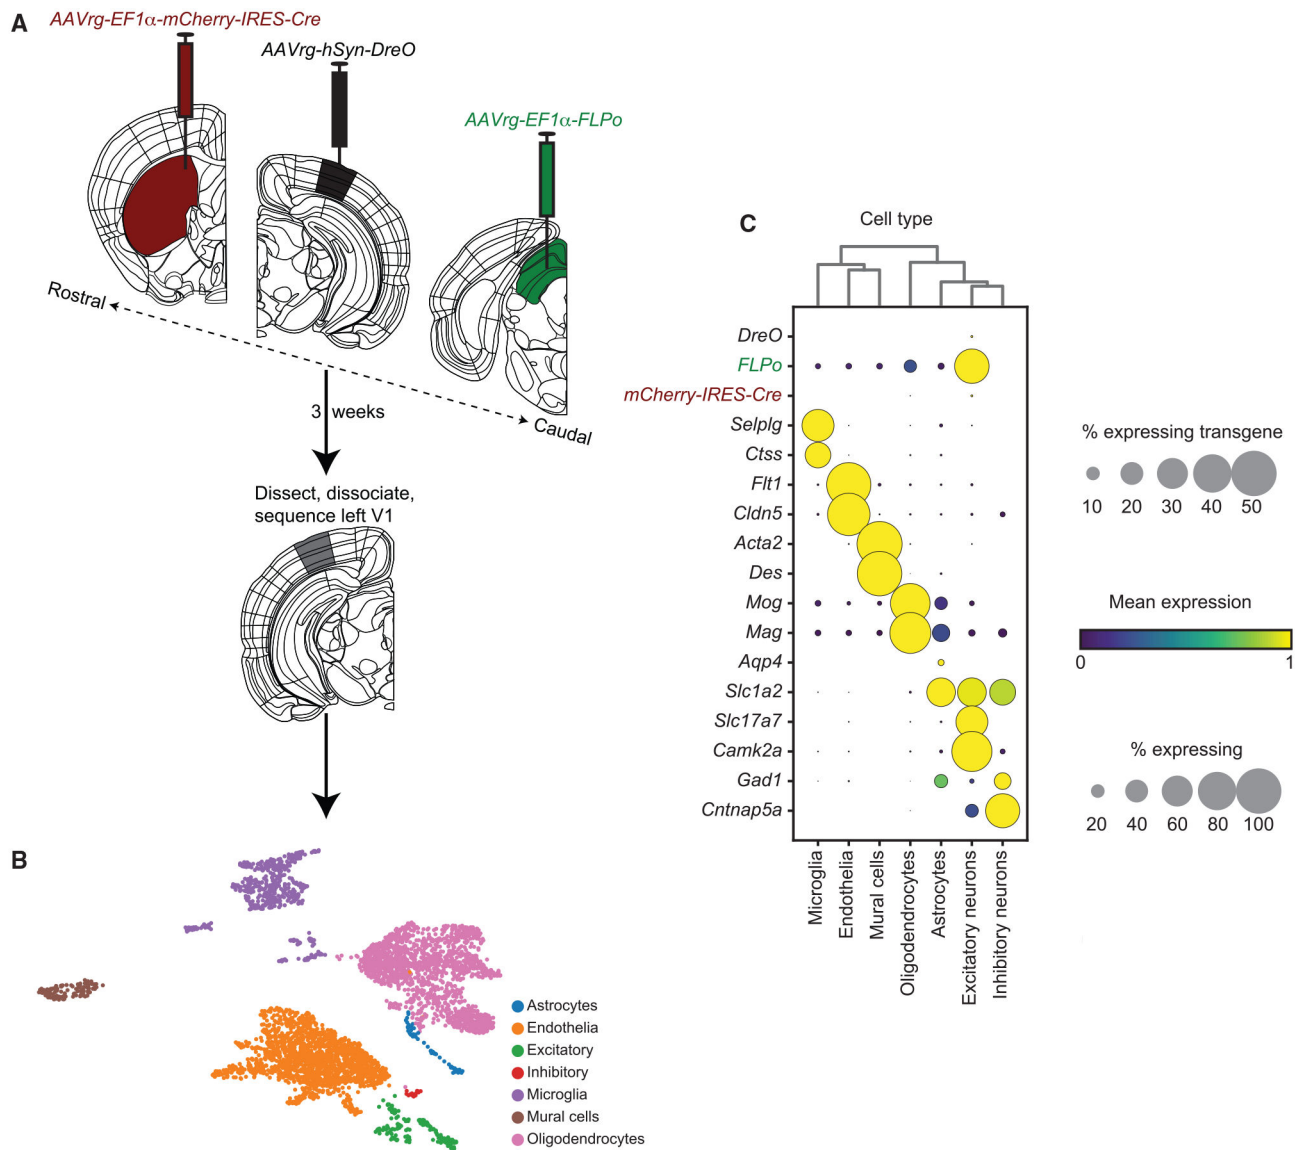 A
AAVrg-EF1α-mCherry-IRES-Cre
AAVrg-hSyn-DreO
AAVrg-EF1α-FLPo
Rostral
Caudal
3 weeks
Dissect, dissociate,
sequence left V1
B
Astrocytes
Endothelia
Excitatory
Inhibitory
Microglia
Mural cells
Oligodendrocytes
C
Cell type
DreO
FLPo
mCherry-IRES-Cre
Selplg
Ctss
Flt1
Cldn5
Acta2
Des
Mog
Mag
Aqp4
Slc1a2
Slc17a7
Camk2a
Gad1
Cntnap5a
Microglia
Endothelia
Mural cells
Oligodendrocytes
Astrocytes
Excitatory neurons
Inhibitory neurons
% expressing transgene
10 20 30 40 50
Mean expression
0 1
% expressing
20 40 60 80 100